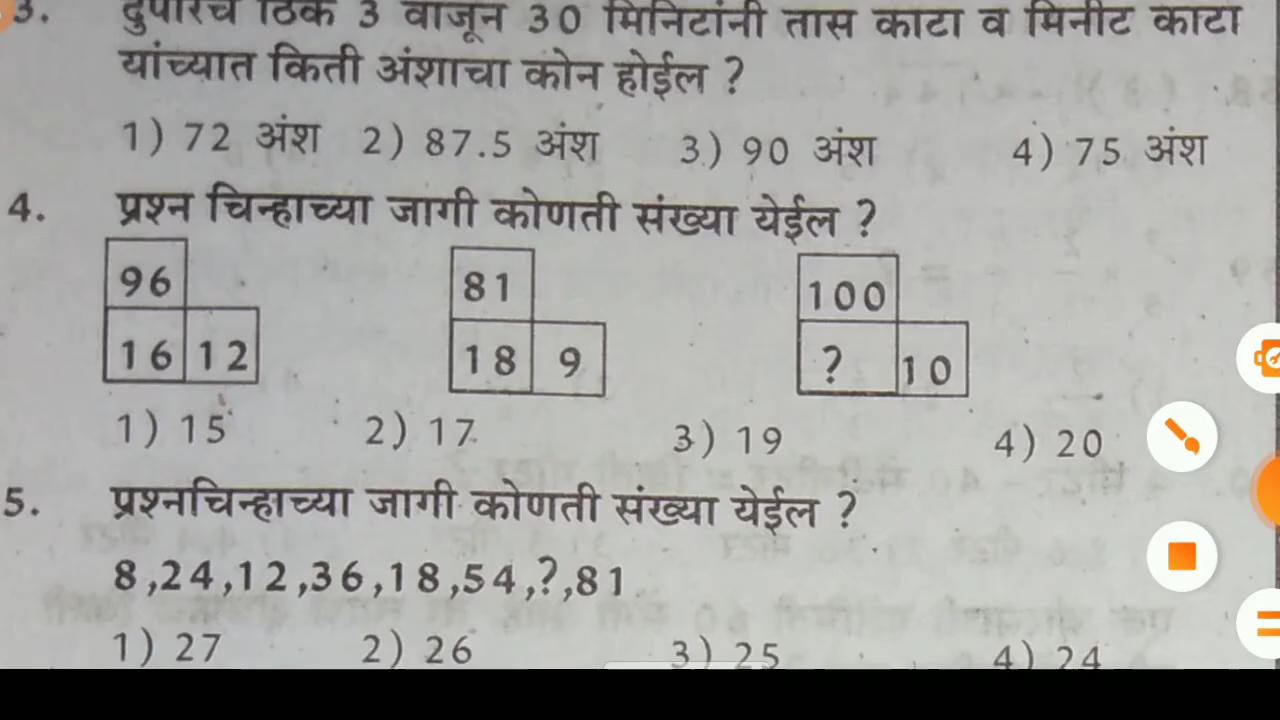 3. दुपारचे ठिक 3 वाजून 30 मिनिटांनी तास काटा व मिनीट काटा
यांच्यात किती अंशाचा कोन होईल ?
1) 72 अंश 2) 87.5 अंश 3) 90 अंश 4) 75 अंश
4. प्रश्न चिन्हाच्या जागी कोणती संख्या येईल ?
96 81 100
16 12 18 9 ? 10
1) 15 2) 17 3) 19 4) 20
5. प्रश्नचिन्हाच्या जागी कोणती संख्या येईल ?
8,24,12,36,18,54,?,81
1) 27 2) 26 3) 25 4) 24